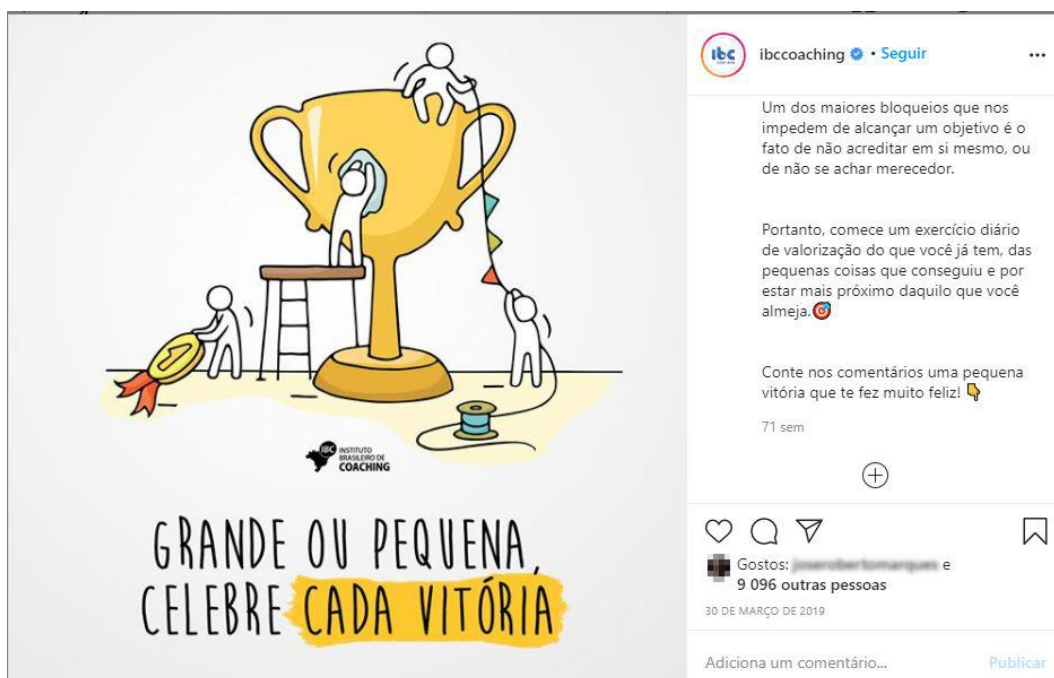 1
IBC
INSTITUTO
BRASILEIRO DE
COACHING
GRANDE OU PEQUENA,
CELEBRE CADA VITÓRIA
ibc
ibccoaching • Seguir
Um dos maiores bloqueios que nos
impedem de alcançar um objetivo é o
fato de não acreditar em si mesmo, ou
de não se achar merecedor.
Portanto, comece um exercício diário
de valorização do que você já tem, das
pequenas coisas que conseguiu e por
estar mais próximo daquilo que você
almeja.🎯
Conte nos comentários uma pequena
vitória que te fez muito feliz! 👇
71 sem
Gostos: e
9 096 outras pessoas
30 DE MARÇO DE 2019
Adiciona um comentário...
Publicar